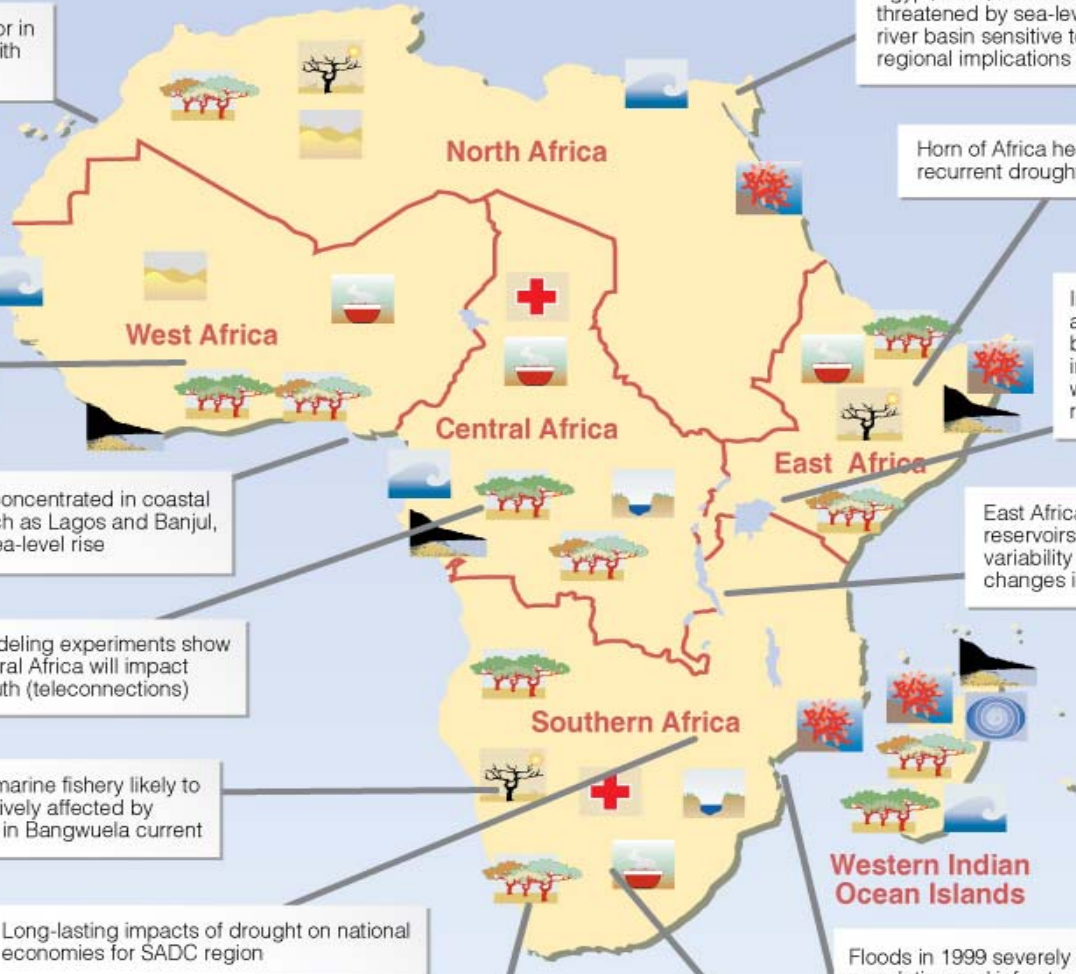 or in
ith
threatened by sea-lev
river basin sensitive to
regional implications
North Africa
Horn of Africa he
recurrent drough
West Africa
Central Africa
East Africa
concentrated in coastal
ch as Lagos and Banjul,
ea-level rise
East Africa
reservoirs
variability
changes i
deling experiments show
ral Africa will impact
uth (teleconnections)
Southern Africa
marine fishery likely to
ively affected by
in Bangwuela current
Western Indian
Ocean Islands
Long-lasting impacts of drought on national
economies for SADC region
Floods in 1999 severely